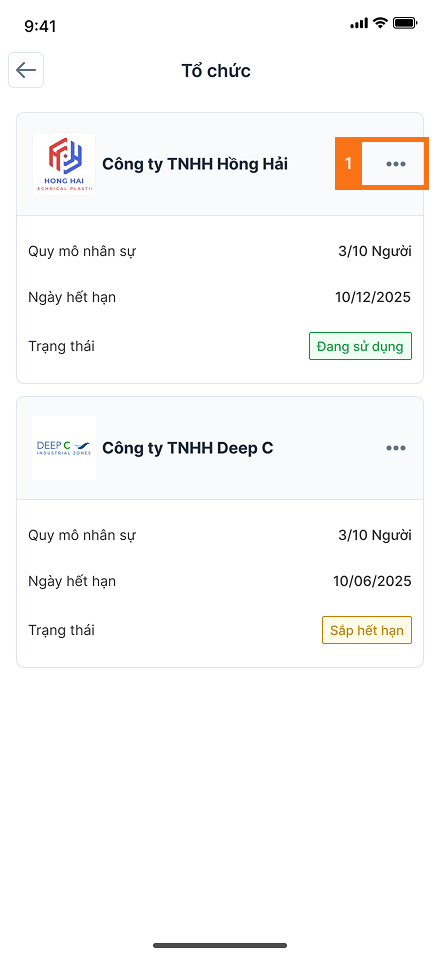 9:41
Tổ chức
HONG HAI
Công ty TNHH Hồng Hải
1
Quy mô nhân sự 3/10 Người
Ngày hết hạn 10/12/2025
Trạng thái Đang sử dụng
DEEP C
INDUSTRIAL ZONES
Công ty TNHH Deep C
Quy mô nhân sự 3/10 Người
Ngày hết hạn 10/06/2025
Trạng thái Sắp hết hạn